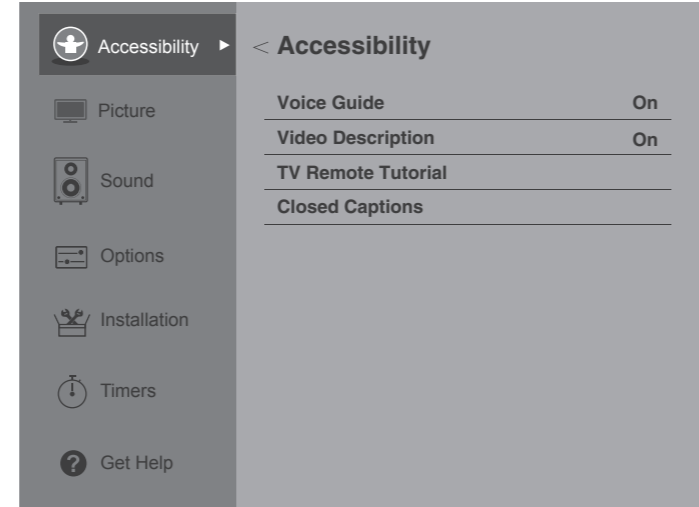 Accessibility
Picture
Sound
Options
Installation
Timers
Get Help
< Accessibility
Voice Guide On
Video Description On
TV Remote Tutorial
Closed Captions